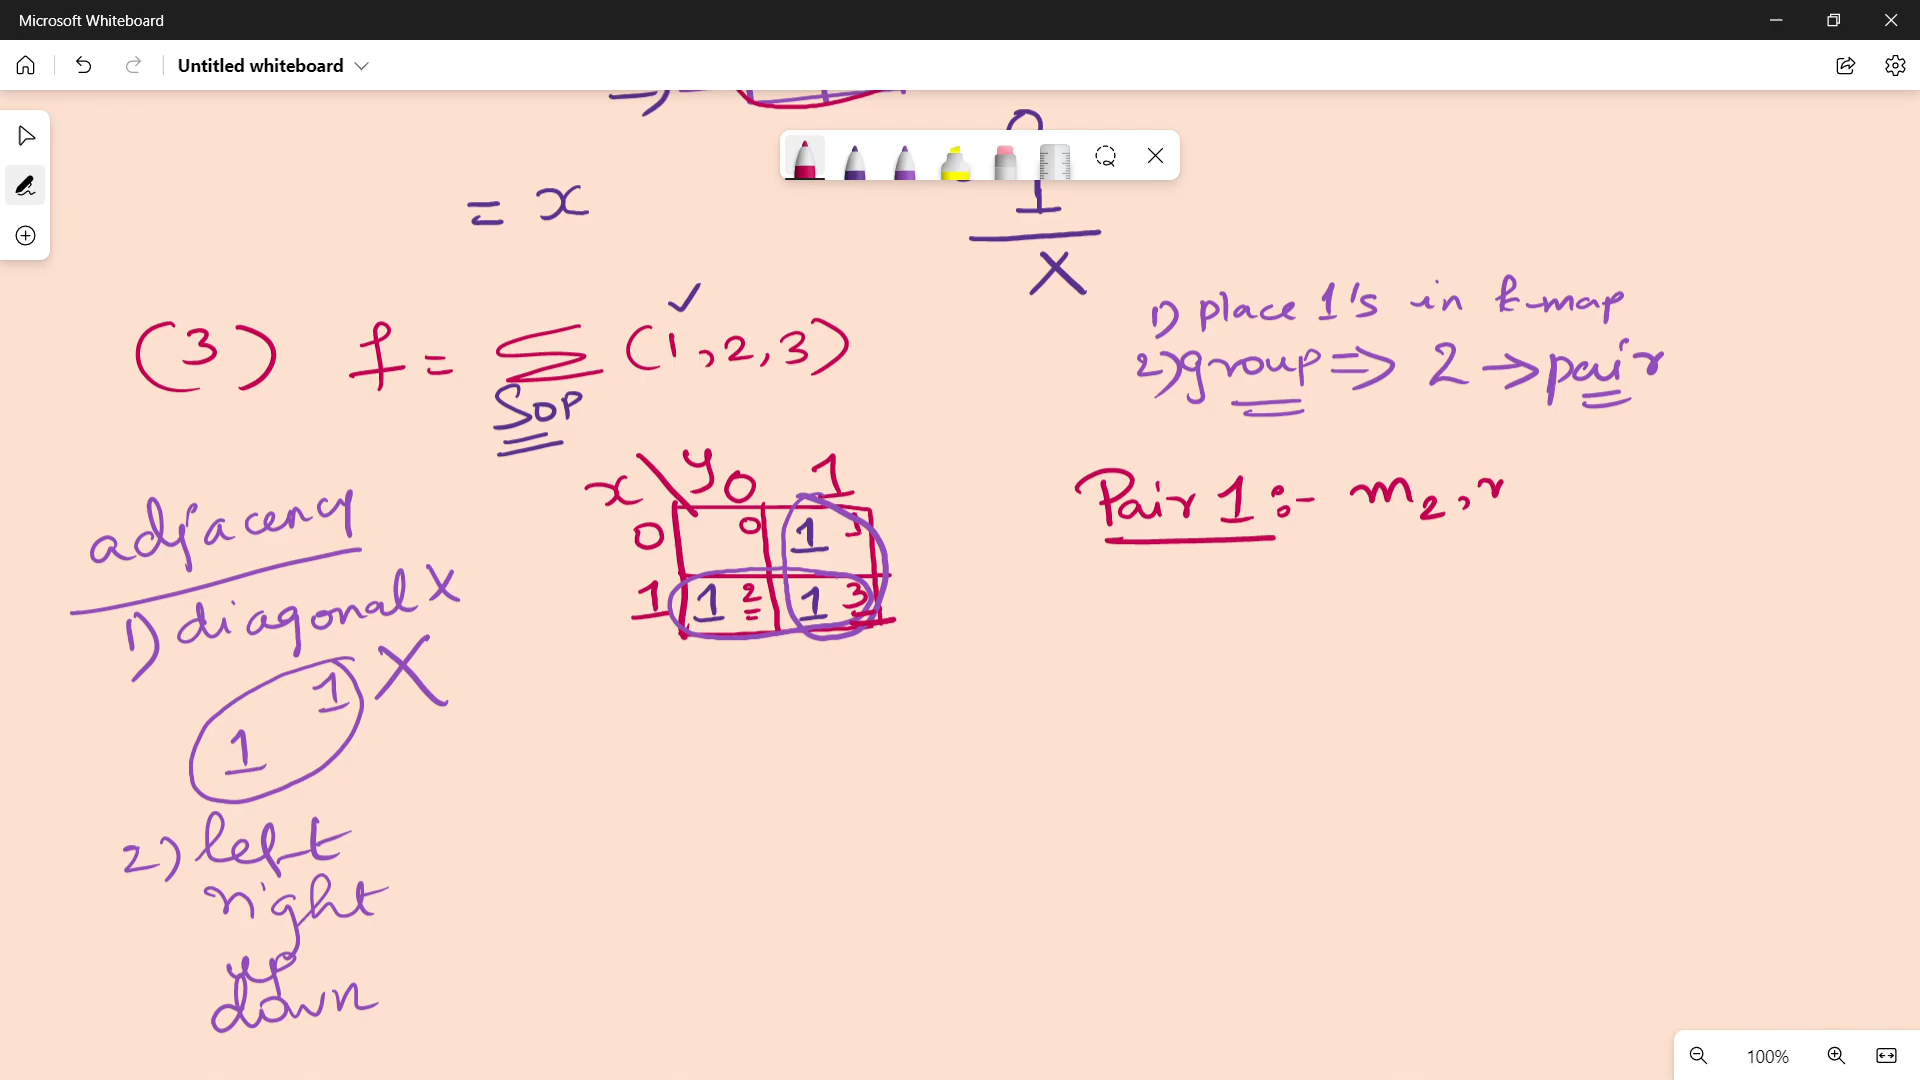 Microsoft Whiteboard
Untitled whiteboard
1
= x
x
(3) f = Σ (1,2,3)
SOP
1) place 1's in k-map
2) group => 2 → pair
x \ y 0 1
0 0 1 1
1 1 2 1 3
Pair 1 :- m2,
adjacency
1) diagonal X
1 1 X
2) left
right
up
down
100%